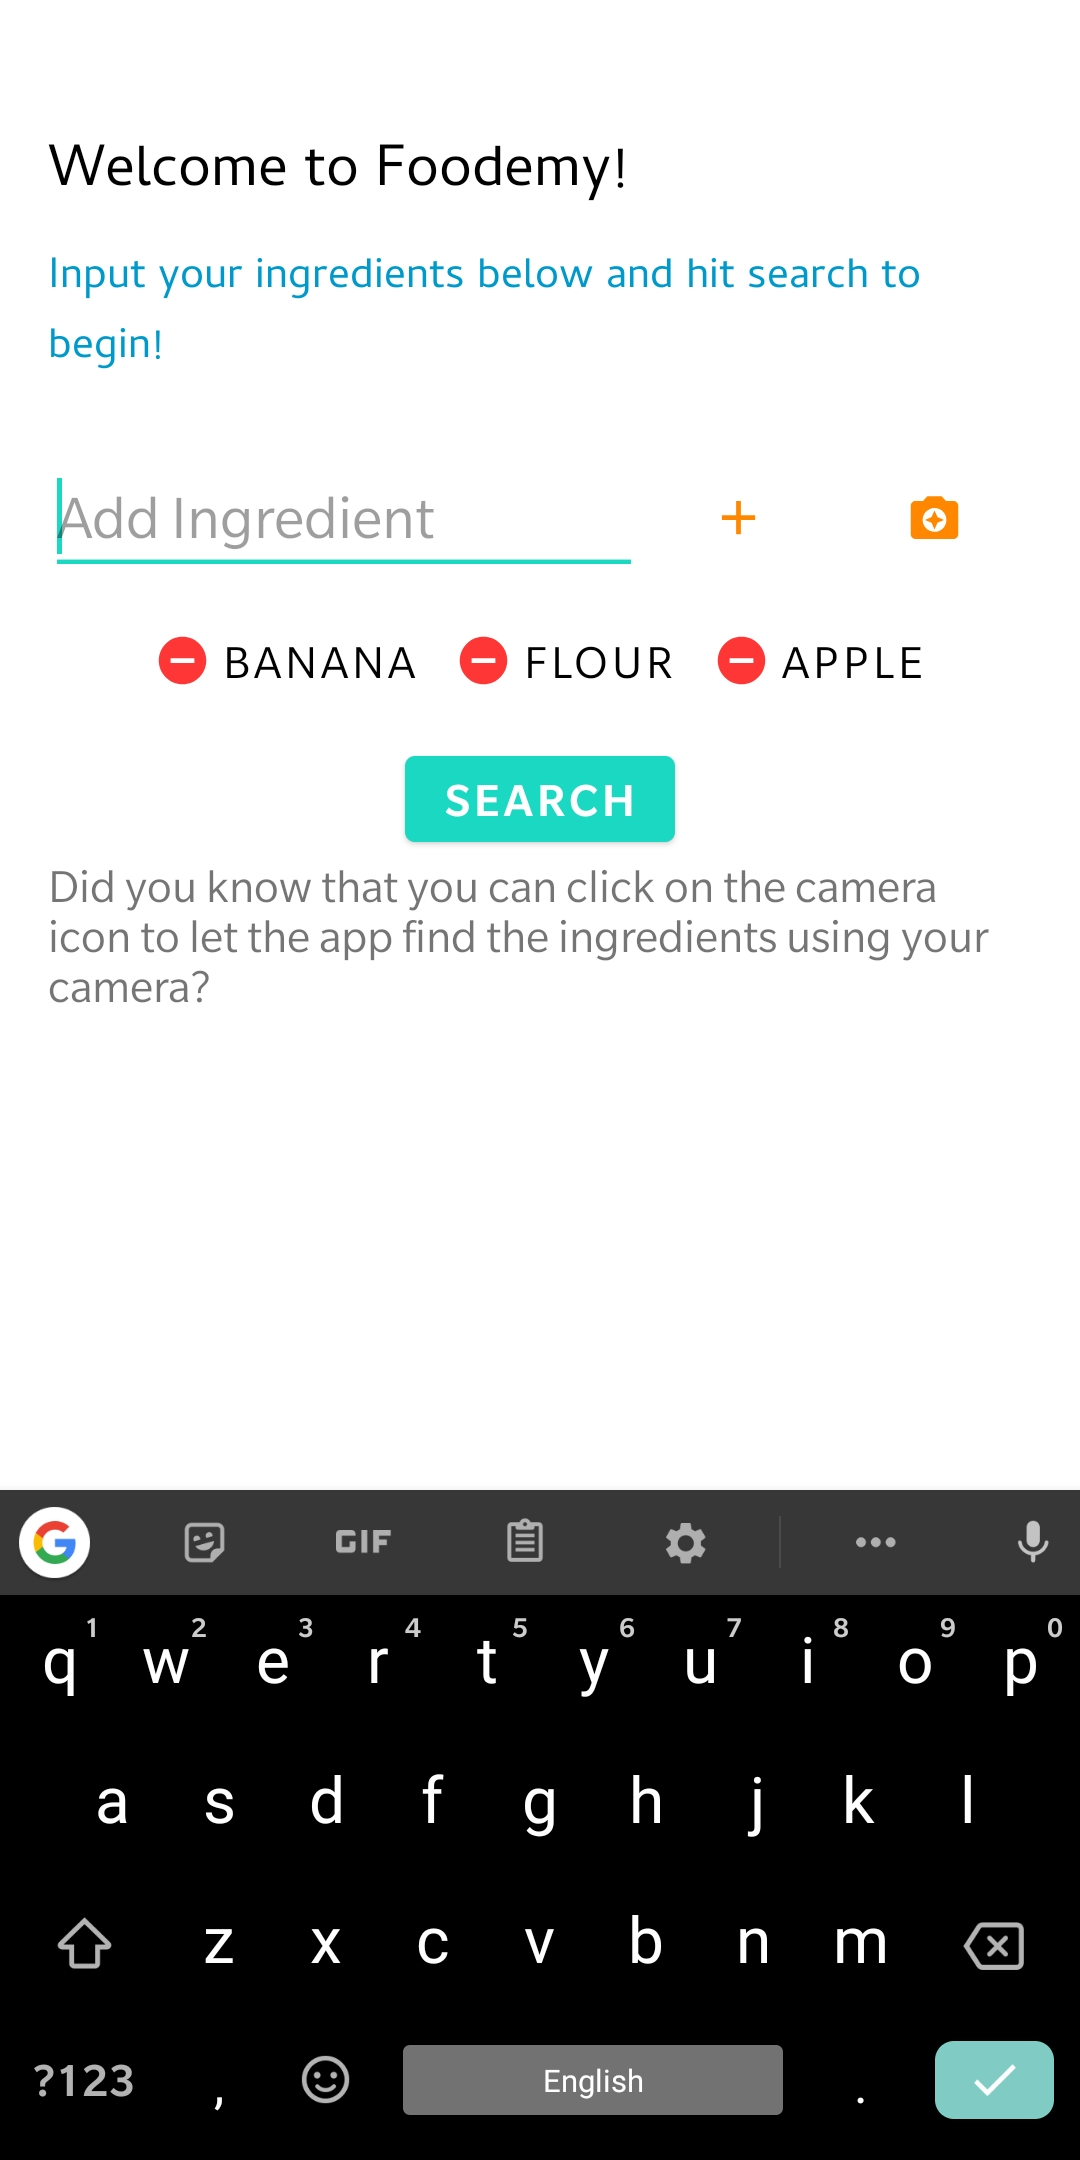 Welcome to Foodemy!
Input your ingredients below and hit search to
begin!
Add Ingredient
BANANA FLOUR APPLE
SEARCH
Did you know that you can click on the camera
icon to let the app find the ingredients using your
camera?
G GIF
1 2 3 4 5 6 7 8 9 0
q w e r t y u i o p
a s d f g h j k l
z x c v b n m
?123 , English .